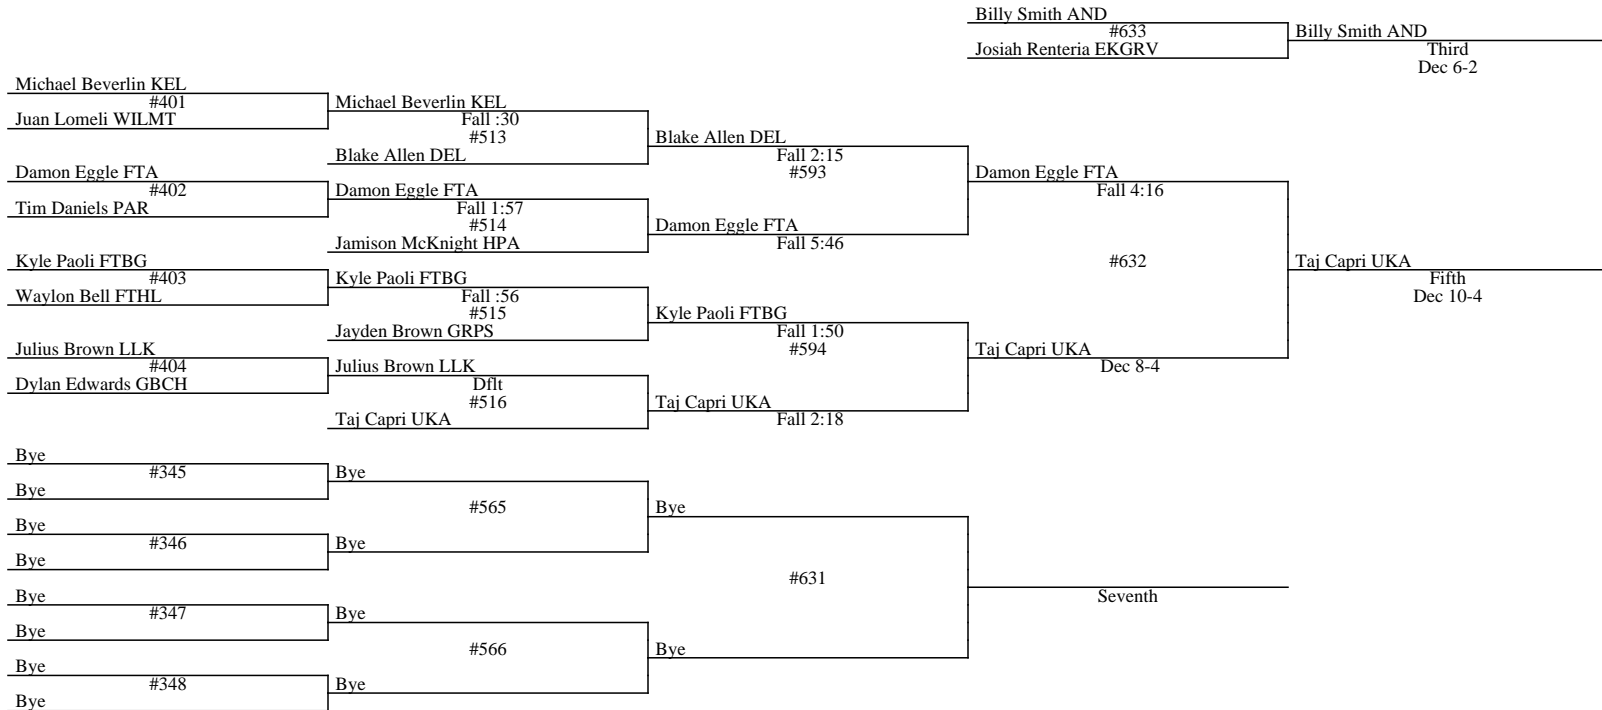 Billy Smith AND
#633
Josiah Renteria EKGRV
Billy Smith AND
Third
Dec 6-2
Michael Beverlin KEL
#401
Juan Lomeli WILMT
Michael Beverlin KEL
Fall :30
#513
Blake Allen DEL
Blake Allen DEL
Fall 2:15
#593
Damon Eggle FTA
#402
Tim Daniels PAR
Damon Eggle FTA
Fall 1:57
#514
Jamison McKnight HPA
Damon Eggle FTA
Fall 5:46
Damon Eggle FTA
Fall 4:16
#632
Taj Capri UKA
Fifth
Dec 10-4
Kyle Paoli FTBG
#403
Waylon Bell FTHL
Kyle Paoli FTBG
Fall :56
#515
Jayden Brown GRPS
Kyle Paoli FTBG
Fall 1:50
#594
Julius Brown LLK
#404
Dylan Edwards GBCH
Julius Brown LLK
Dflt
#516
Taj Capri UKA
Taj Capri UKA
Fall 2:18
Taj Capri UKA
Dec 8-4
Bye
#345
Bye
Bye
#565
Bye
#346
Bye
Bye
Bye
#631
Seventh
Bye
#347
Bye
Bye
#566
Bye
Bye
#348
Bye
Bye